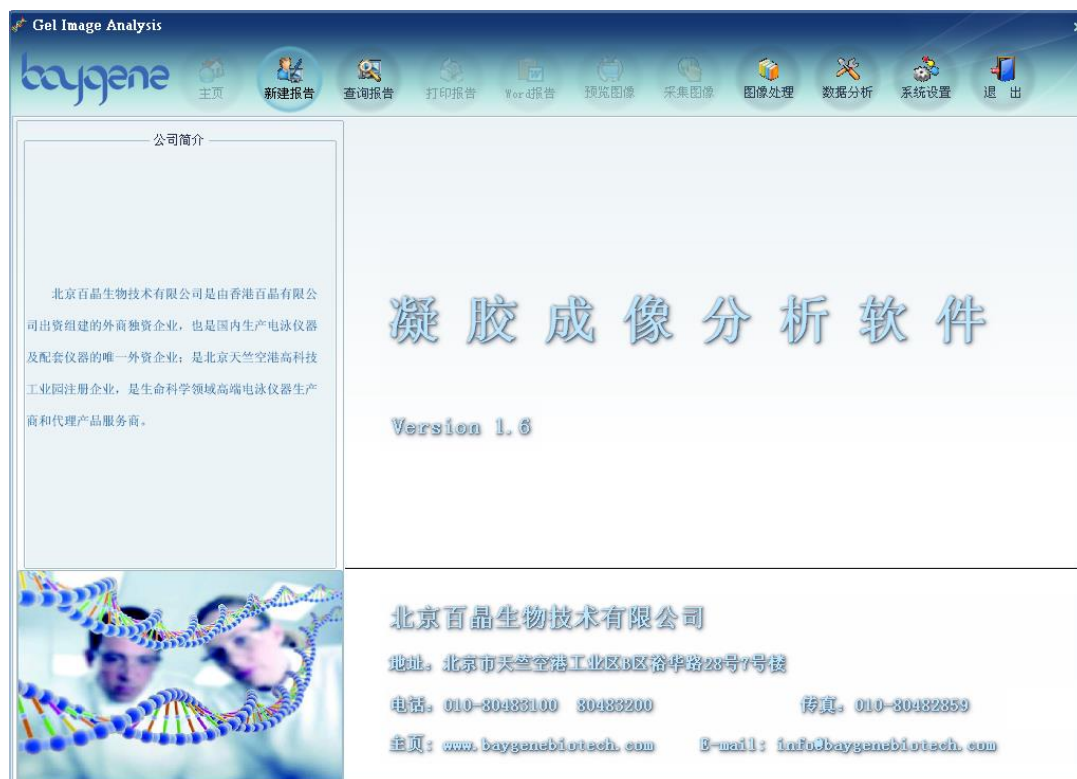 Gel Image Analysis
baygene
主页
新建报告
查询报告
打印报告
Word报告
预览图像
采集图像
图像处理
数据分析
系统设置
退 出
公司简介
北京百晶生物技术有限公司是由香港百晶有限公
司出资组建的外商独资企业，也是国内生产电泳仪器
及配套仪器的唯一外资企业；是北京天竺空港高科技
工业园注册企业，是生命科学领域高端电泳仪器生产
商和代理产品服务商。
凝胶成像分析软件
Version 1.6
北京百晶生物技术有限公司
地址：北京市天竺空港工业区B区裕华路28号7号楼
电话：010-80483100 80483200 传真：010-80482859
主页：www.baygenebiotech.com E-mail：info@baygenebiotech.com